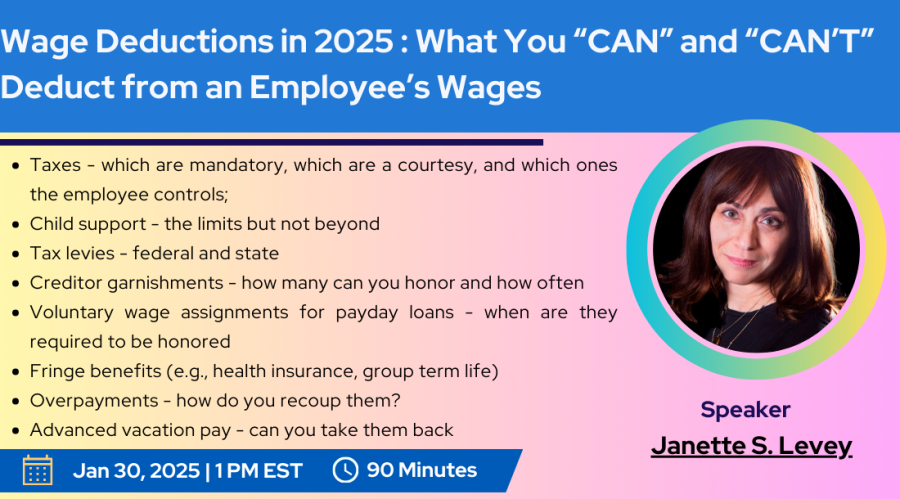 Wage Deductions in 2025 : What You “CAN” and “CAN’T”
Deduct from an Employee’s Wages
• Taxes - which are mandatory, which are a courtesy, and which ones
the employee controls;
• Child support - the limits but not beyond
• Tax levies - federal and state
• Creditor garnishments - how many can you honor and how often
• Voluntary wage assignments for payday loans - when are they
required to be honored
• Fringe benefits (e.g., health insurance, group term life)
• Overpayments - how do you recoup them?
• Advanced vacation pay - can you take them back
Jan 30, 2025 | 1 PM EST
90 Minutes
Speaker
Janette S. Levey